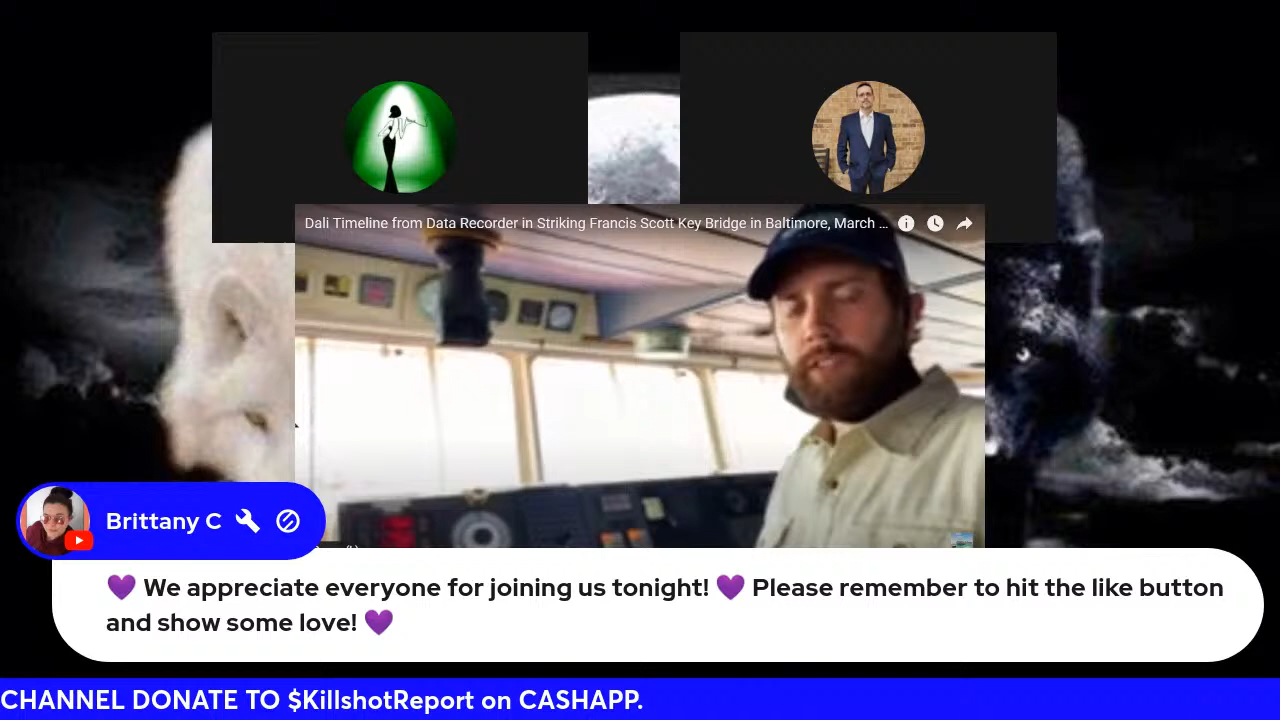 Dali Timeline from Data Recorder in Striking Francis Scott Key Bridge in Baltimore, March ...
Brittany C
💜 We appreciate everyone for joining us tonight! 💜 Please remember to hit the like button
and show some love! 💜
CHANNEL DONATE TO $KillshotReport on CASHAPP.